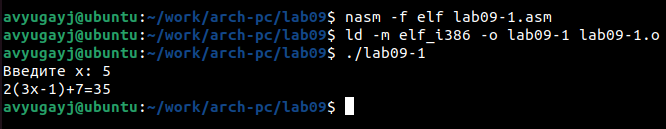 avyugayj@ubuntu:~/work/arch-pc/lab09$ nasm -f elf lab09-1.asm
avyugayj@ubuntu:~/work/arch-pc/lab09$ ld -m elf_i386 -o lab09-1 lab09-1.o
avyugayj@ubuntu:~/work/arch-pc/lab09$ ./lab09-1
Введите x: 5
2(3x-1)+7=35
avyugayj@ubuntu:~/work/arch-pc/lab09$